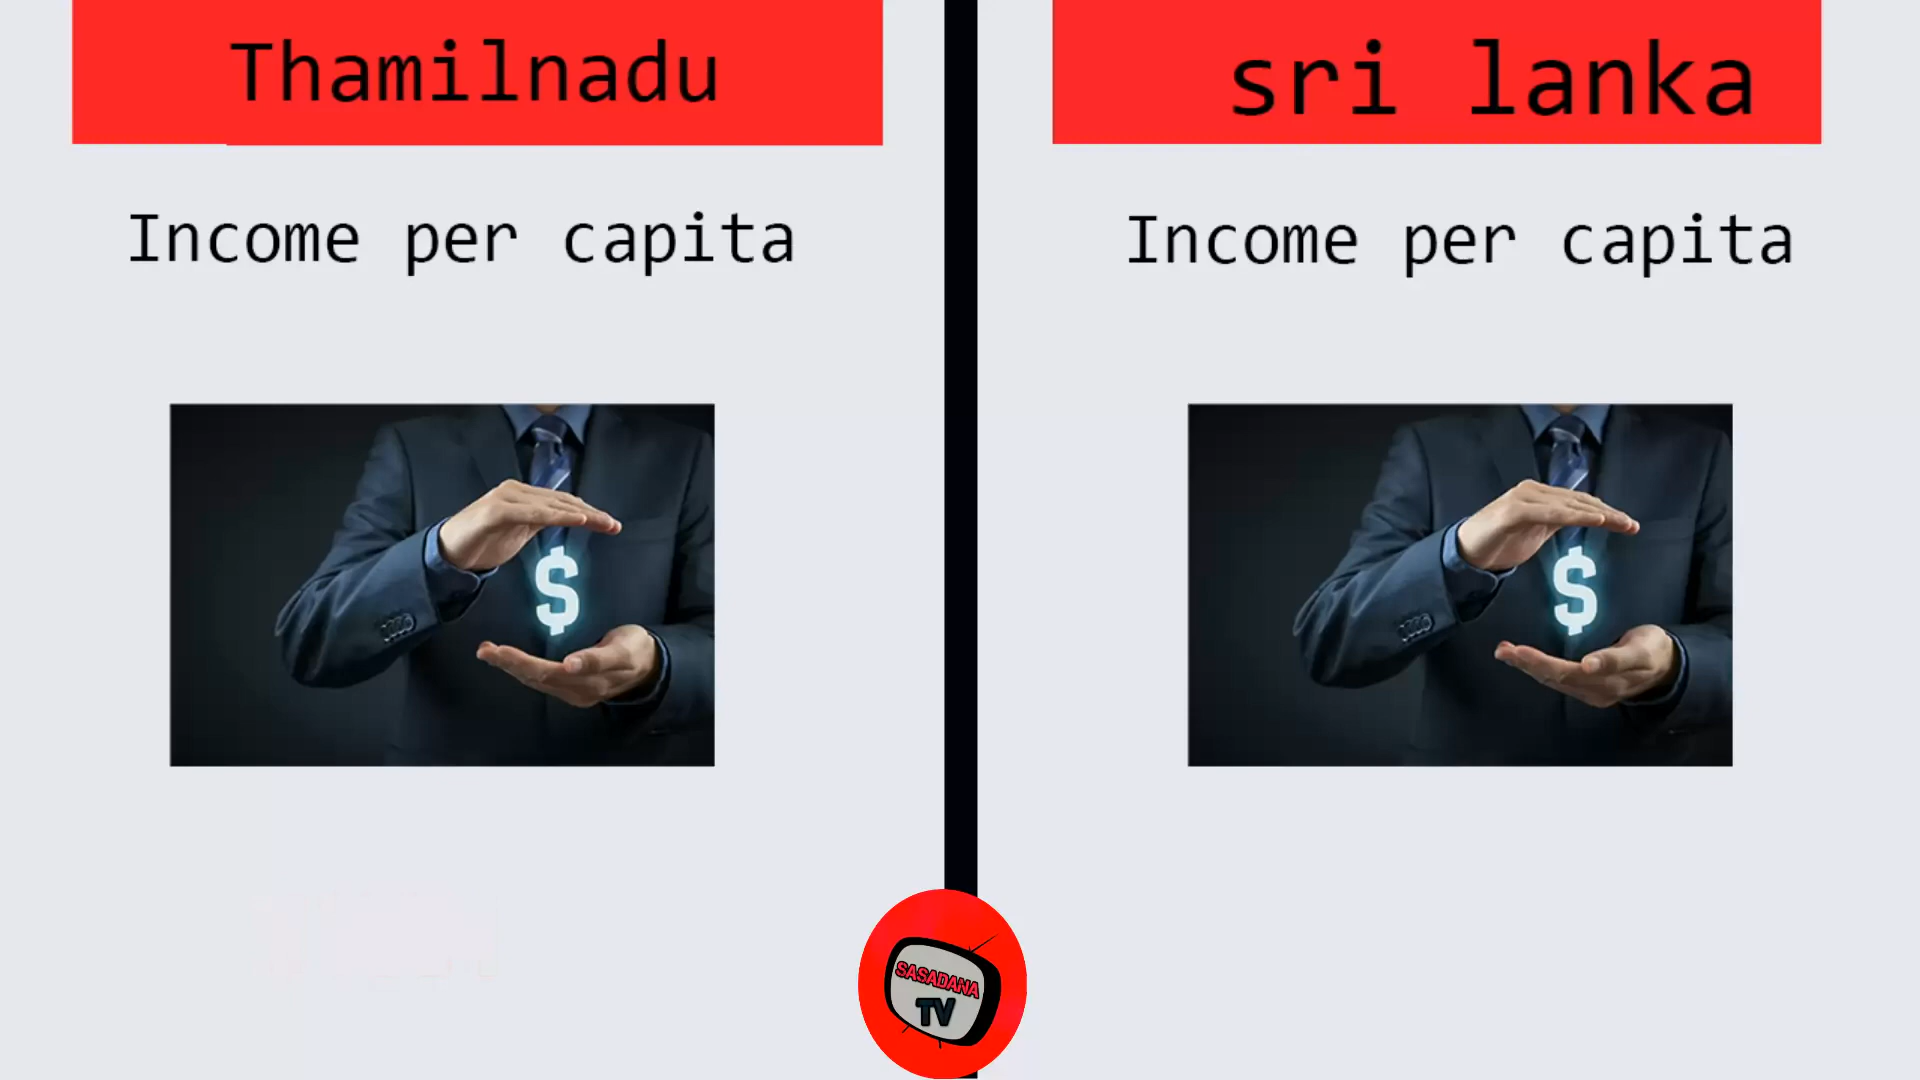 Thamilnadu
sri lanka
Income per capita
Income per capita
$
$
SASADANA
TV